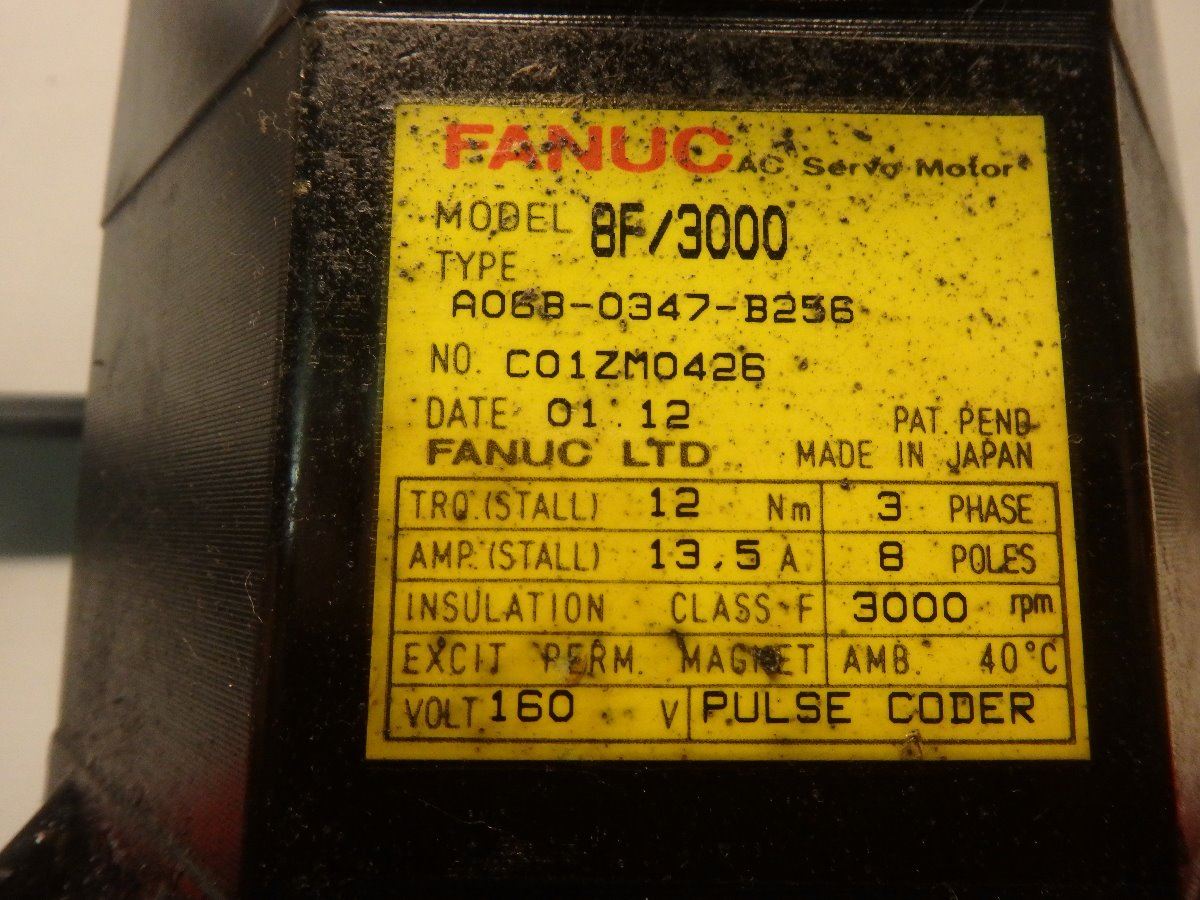 FANUC AC Servo Motor
MODEL 8F/3000
TYPE
A06B-0347-B256
NO. C01ZM0426
DATE 01.12 PAT. PEND
FANUC LTD MADE IN JAPAN
TRQ.(STALL) 12 Nm 3 PHASE
AMP.(STALL) 13.5 A 8 POLES
INSULATION CLASS F 3000 rpm
EXCIT PERM. MAGNET AMB. 40°C
VOLT 160 V PULSE CODER